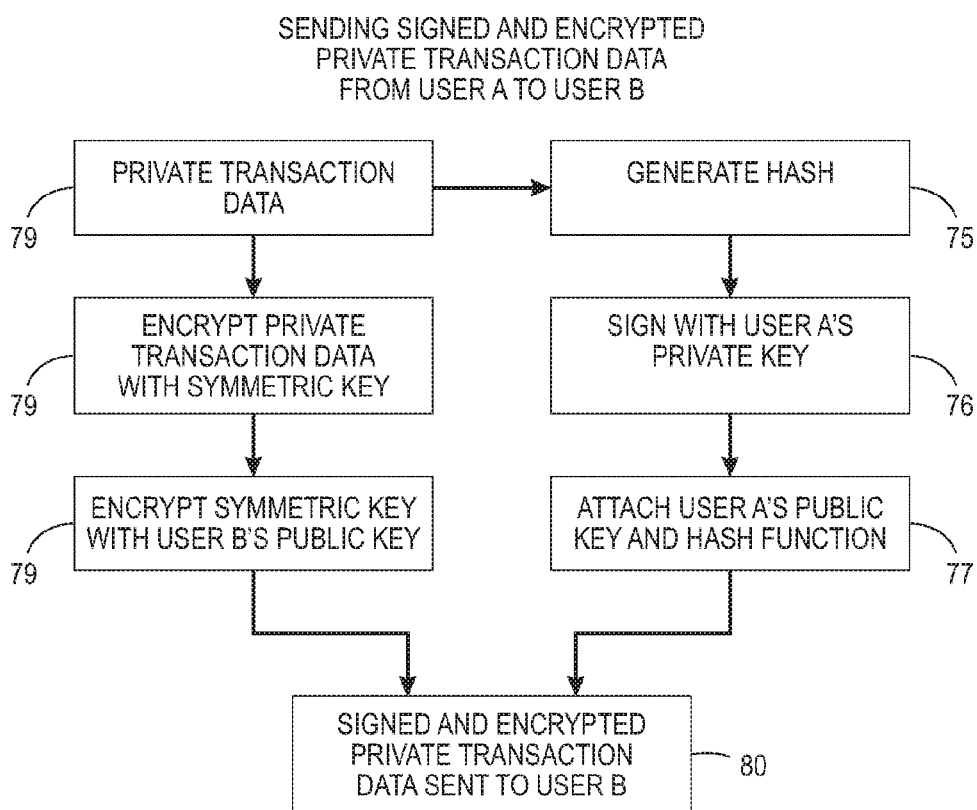 SENDING SIGNED AND ENCRYPTED
PRIVATE TRANSACTION DATA
FROM USER A TO USER B
PRIVATE TRANSACTION
DATA
79
GENERATE HASH
75
ENCRYPT PRIVATE
TRANSACTION DATA
WITH SYMMETRIC KEY
79
SIGN WITH USER A'S
PRIVATE KEY
76
ENCRYPT SYMMETRIC KEY
WITH USER B'S PUBLIC KEY
79
ATTACH USER A'S PUBLIC
KEY AND HASH FUNCTION
77
SIGNED AND ENCRYPTED
PRIVATE TRANSACTION
DATA SENT TO USER B
80